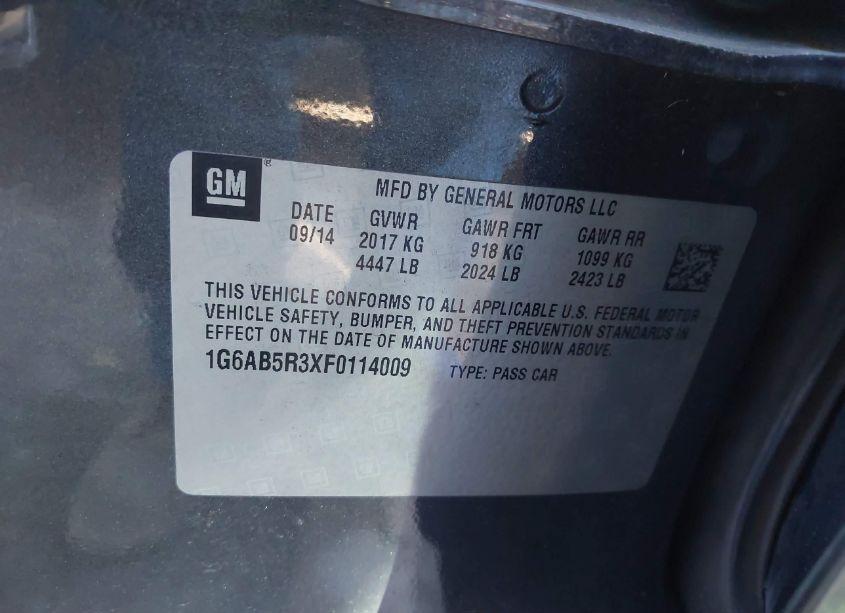 GM
MFD BY GENERAL MOTORS LLC
DATE GVWR GAWR FRT GAWR RR
09/14 2017 KG 918 KG 1099 KG
4447 LB 2024 LB 2423 LB
THIS VEHICLE CONFORMS TO ALL APPLICABLE U.S. FEDERAL MOTOR
VEHICLE SAFETY, BUMPER, AND THEFT PREVENTION STANDARDS IN
EFFECT ON THE DATE OF MANUFACTURE SHOWN ABOVE.
1G6AB5R3XF0114009 TYPE: PASS CAR